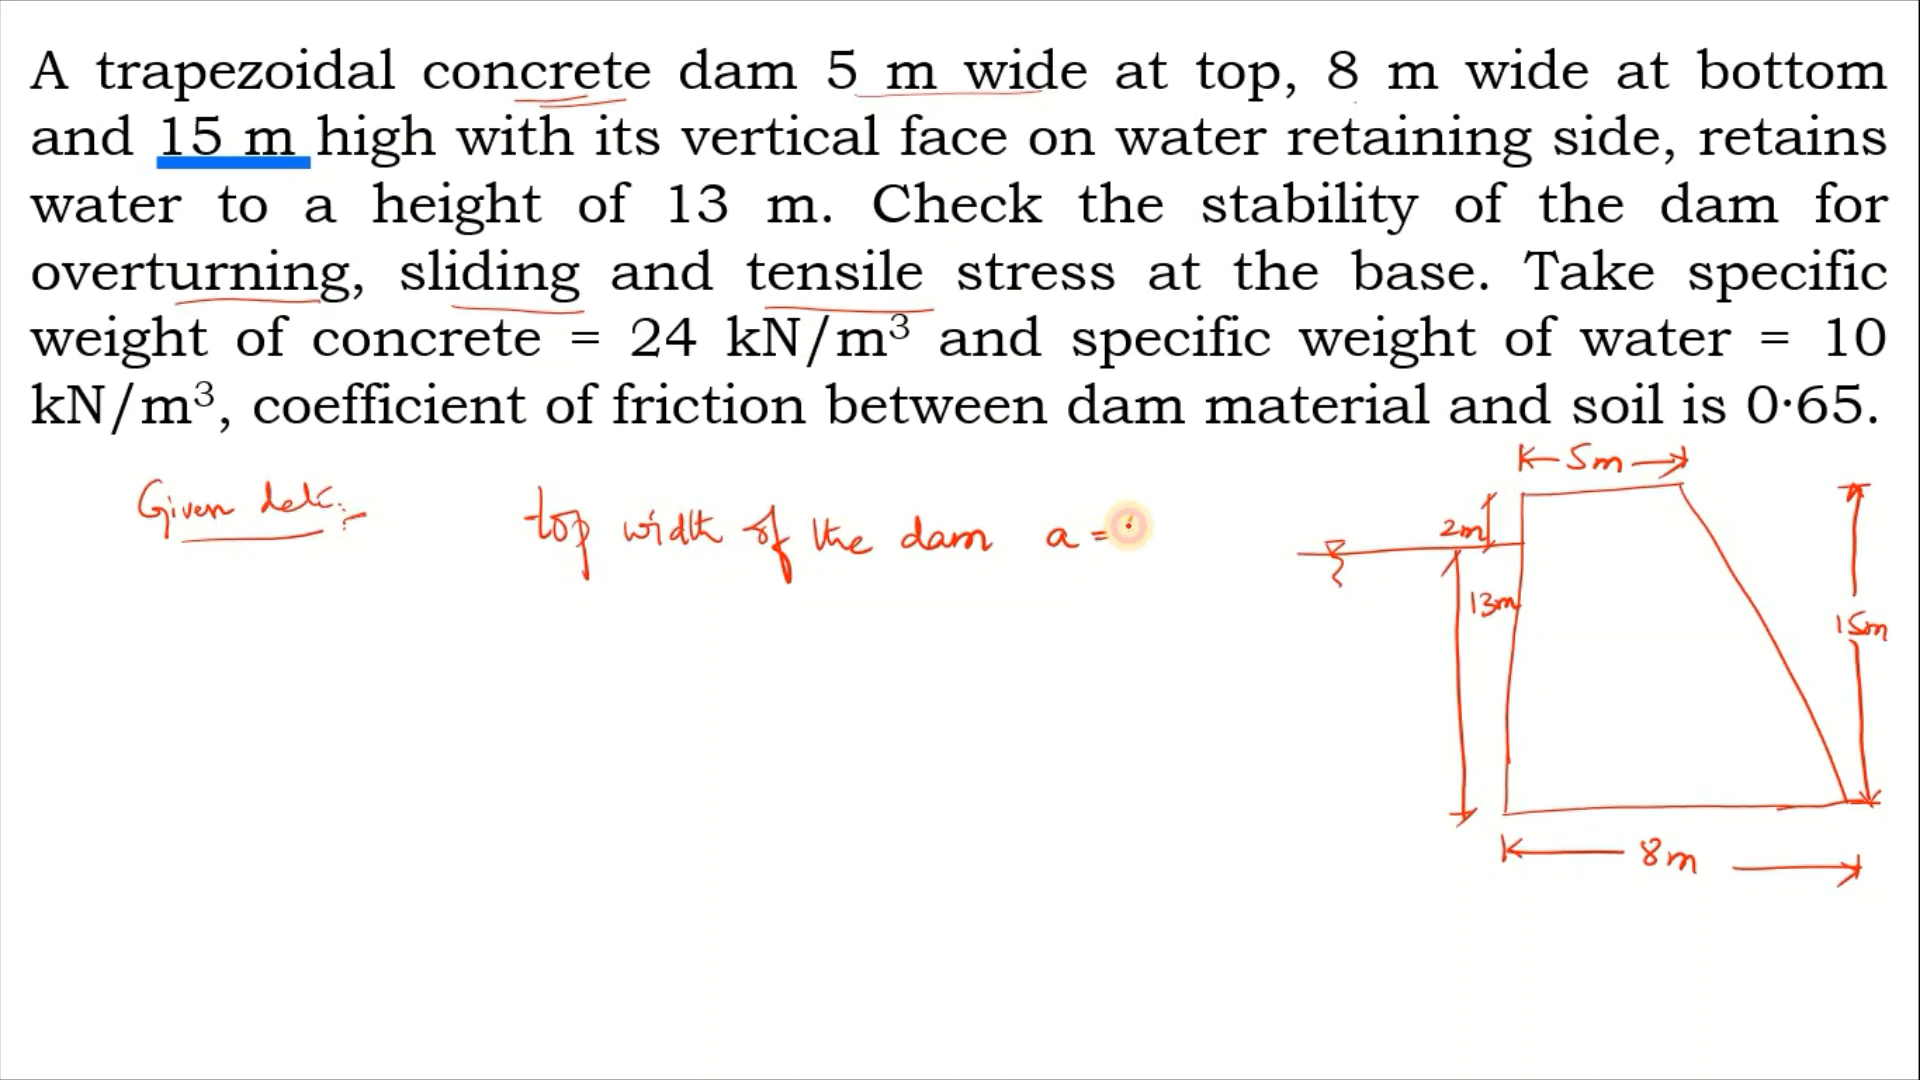 A trapezoidal concrete dam 5 m wide at top, 8 m wide at bottom
and 15 m high with its vertical face on water retaining side, retains
water to a height of 13 m. Check the stability of the dam for
overturning, sliding and tensile stress at the base. Take specific
weight of concrete = 24 kN/m³ and specific weight of water = 10
kN/m³, coefficient of friction between dam material and soil is 0·65.
5m
Given
top width of the dam a =
2m
13m
15m
8m